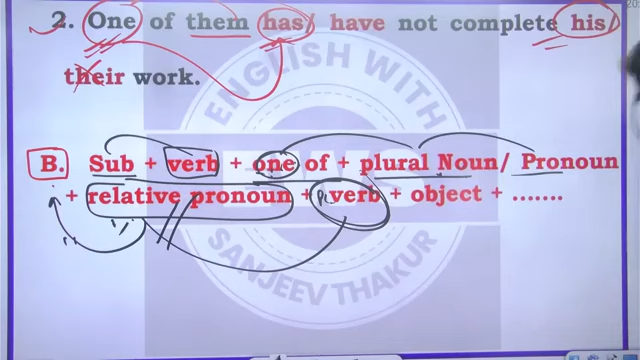 2. One of them has/ have not complete his/
their work.
ENGLISH WITH
SANJEEV THAKUR
B. Sub + verb + one of + plural Noun/ Pronoun
+ relative pronoun + Pl verb + object + .......